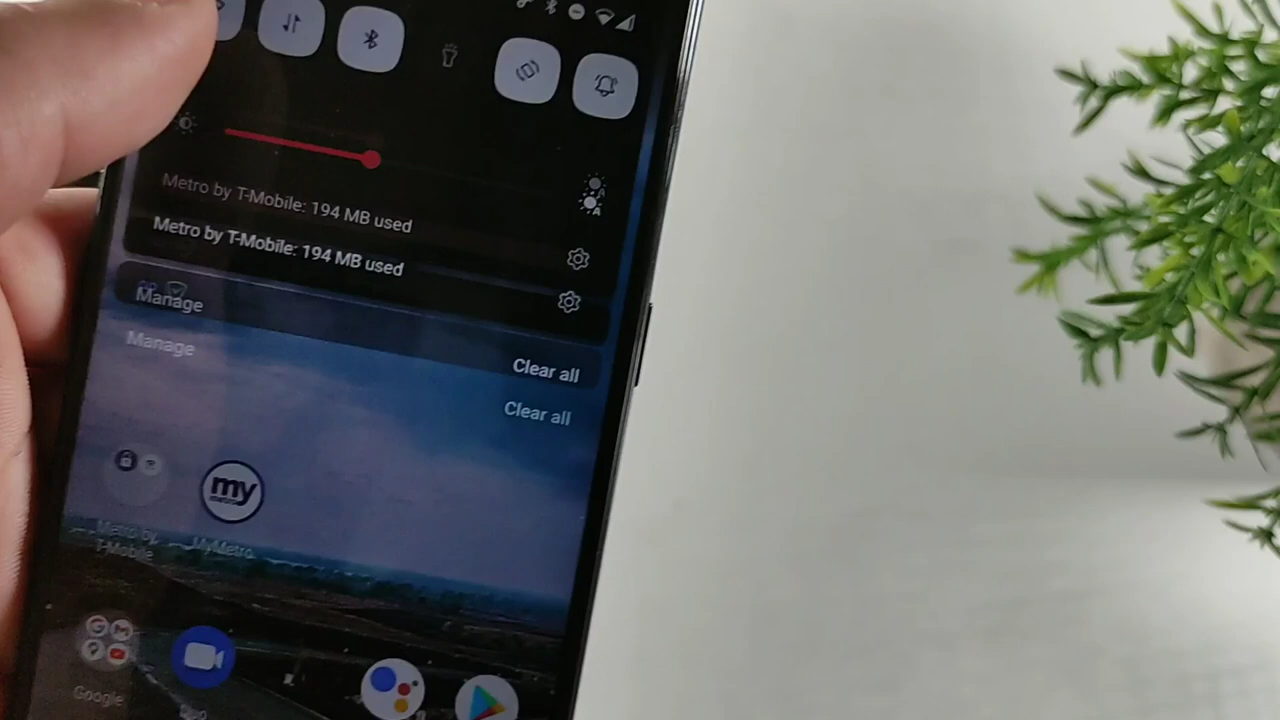 Metro by T-Mobile: 194 MB used
Metro by T-Mobile: 194 MB used
Manage
Manage
Clear all
Clear all
my
Metro by
T-Mobile
MyMetro
Google